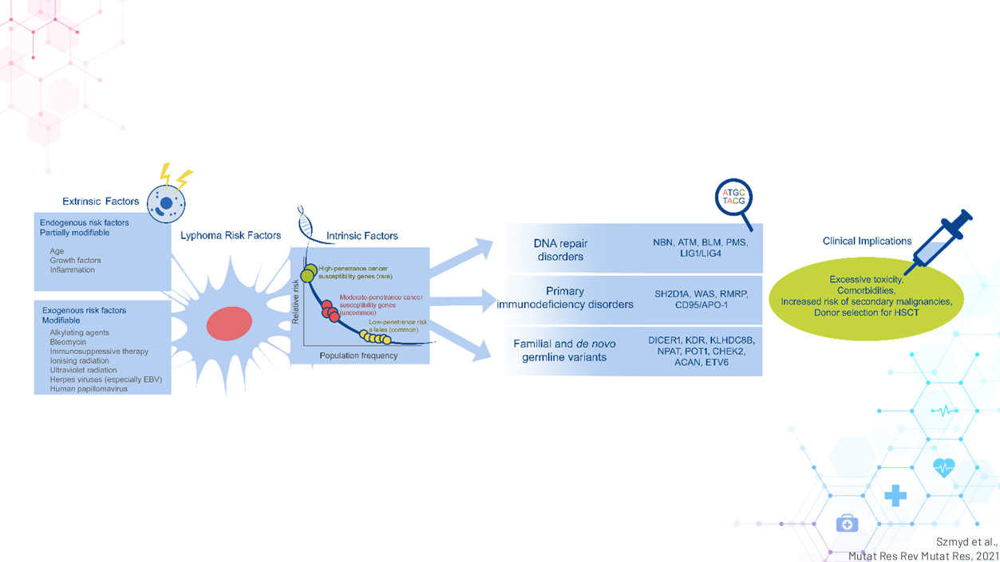 Extrinsic Factors
Endogenous risk factors
Partially modifiable
Age
Growth factors
Inflammation
Exogenous risk factors
Modifiable
Alkylating agents
Bleomycin
Immunosuppressive therapy
Ionising radiation
Ultraviolet radiation
Herpes viruses (especially EBV)
Human papillomavirus
Lyphoma Risk Factors
Intrinsic Factors
Relative risk
High-penetrance cancer
susceptibility genes (rare)
Moderate-penetrance cancer
susceptibility genes
(uncommon)
Low-penetrance risk
alleles (common)
Population frequency
ATGC
TACG
DNA repair
disorders
NBN, ATM, BLM, PMS,
LIG1/LIG4
Primary
immunodeficiency disorders
SH2D1A, WAS, RMRP,
CD95/APO-1
Familial and de novo
germline variants
DICER1, KDR, KLHDC8B,
NPAT, POT1, CHEK2,
ACAN, ETV6
Clinical Implications
Excessive toxicity,
Comorbidities,
Increased risk of secondary malignancies,
Donor selection for HSCT
Szmyd et al.,
Mutat Res Rev Mutat Res, 2021